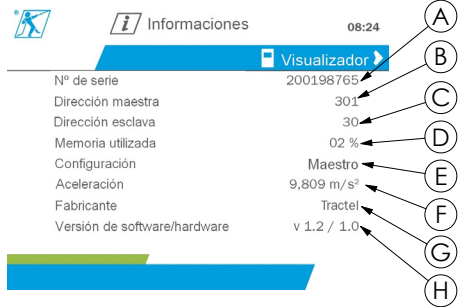 i Informaciones 08:24
Visualizador
Nº de serie 200198765 A
Dirección maestra 301 B
Dirección esclava 30 C
Memoria utilizada 02 % D
Configuración Maestro E
Aceleración 9,809 m/s² F
Fabricante Tractel G
Versión de software/hardware v 1.2 / 1.0 H